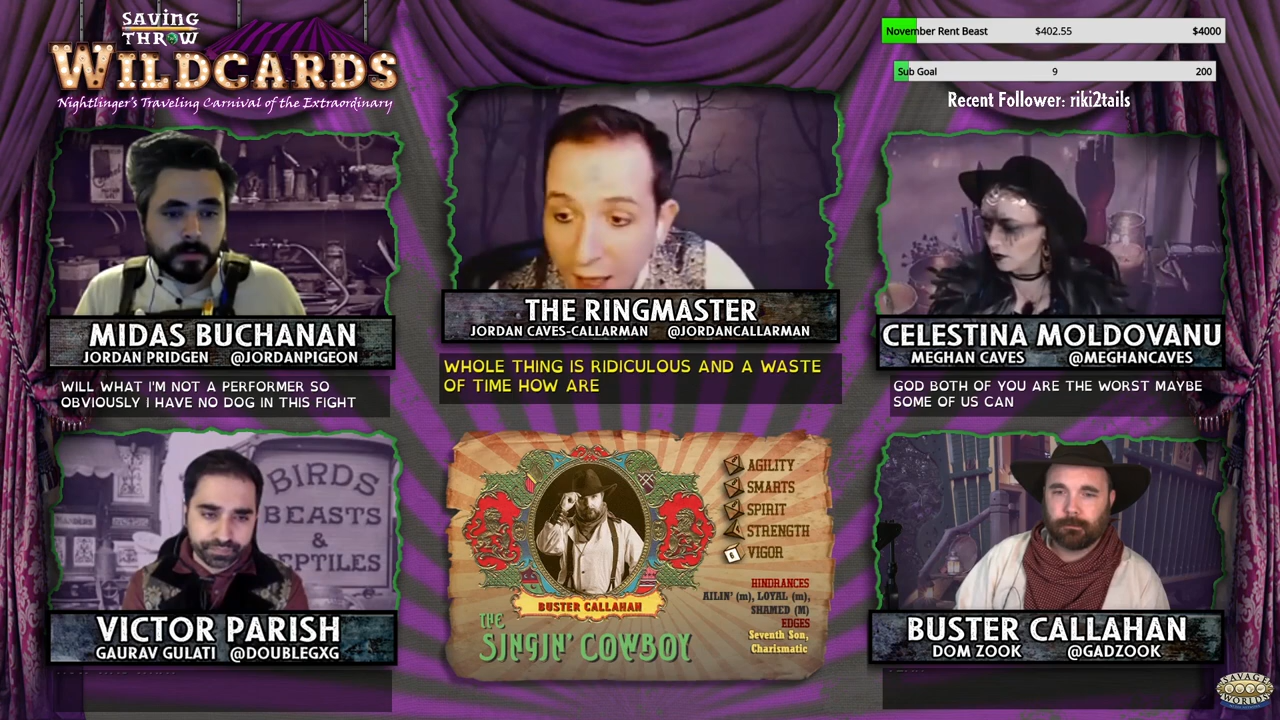 SAVING
THROW
WILDCARDS
Nightlinger's Traveling Carnival of the Extraordinary
November Rent Beast $402.55 $4000
Sub Goal 9 200
Recent Follower: riki2tails
MIDAS BUCHANAN
JORDAN PRIDGEN @JORDANPIGEON
WILL WHAT I'M NOT A PERFORMER SO
OBVIOUSLY I HAVE NO DOG IN THIS FIGHT
THE RINGMASTER
JORDAN CAVES-CALLARMAN @JORDANCALLARMAN
WHOLE THING IS RIDICULOUS AND A WASTE
OF TIME HOW ARE
CELESTINA MOLDOVANU
MEGHAN CAVES @MEGHANCAVES
GOD BOTH OF YOU ARE THE WORST MAYBE
SOME OF US CAN
BIRDS
BEASTS
&
REPTILES
VICTOR PARISH
GAURAV GULATI @DOUBLEGXG
BUSTER CALLAHAN
THE
SINGIN' COWBOY
AGILITY
SMARTS
SPIRIT
STRENGTH
6 VIGOR
HINDRANCES
AILIN' (m), LOYAL (m),
SHAMED (M)
EDGES
Seventh Son,
Charismatic
BUSTER CALLAHAN
DOM ZOOK @GADZOOK
SAVAGE
WORLDS